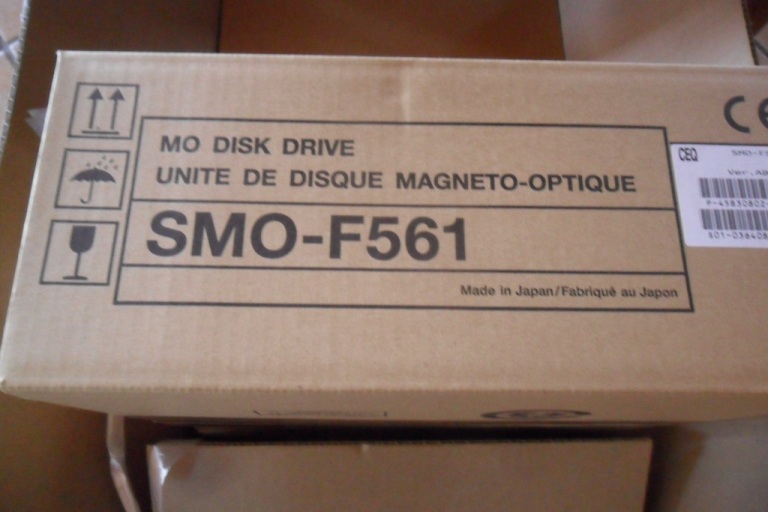 MO DISK DRIVE
UNITE DE DISQUE MAGNETO-OPTIQUE
SMO-F561
Made in Japan/Fabriqué au Japon
CE
CEQ